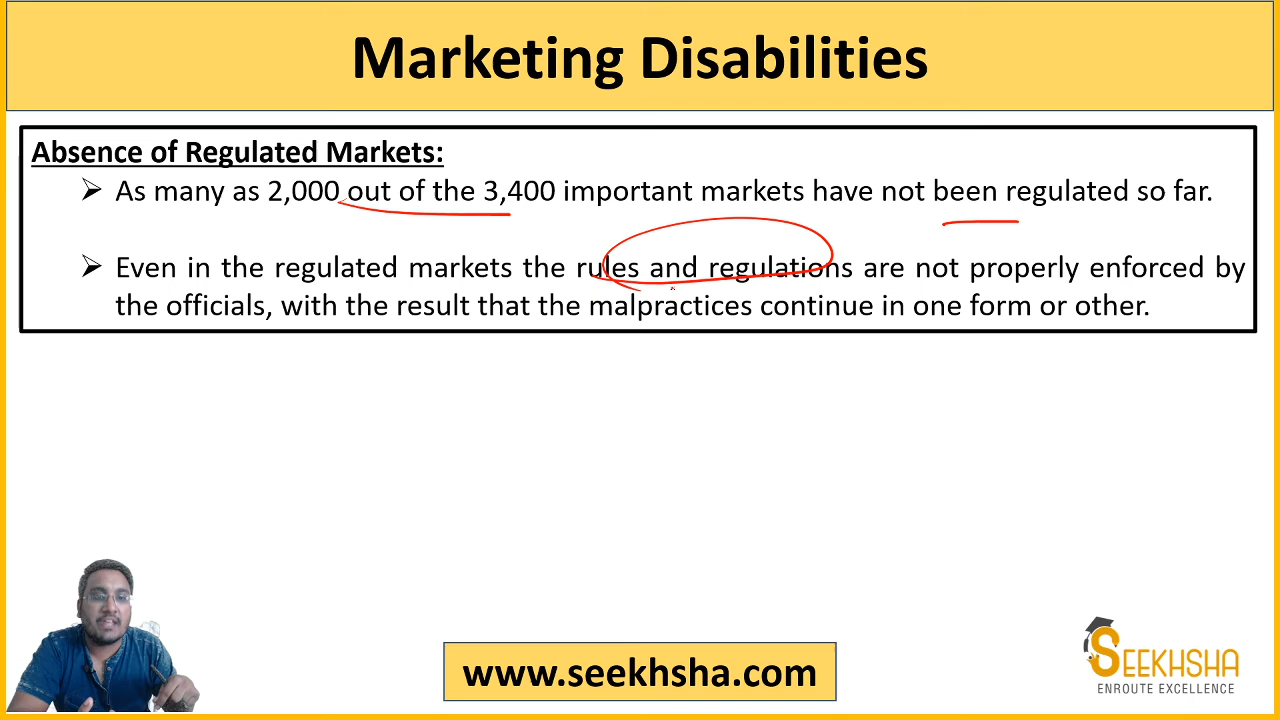 Marketing Disabilities
Absence of Regulated Markets:
➢ As many as 2,000 out of the 3,400 important markets have not been regulated so far.
➢ Even in the regulated markets the rules and regulations are not properly enforced by
the officials, with the result that the malpractices continue in one form or other.
www.seekhsha.com
SEEKHSHA
ENROUTE EXCELLENCE